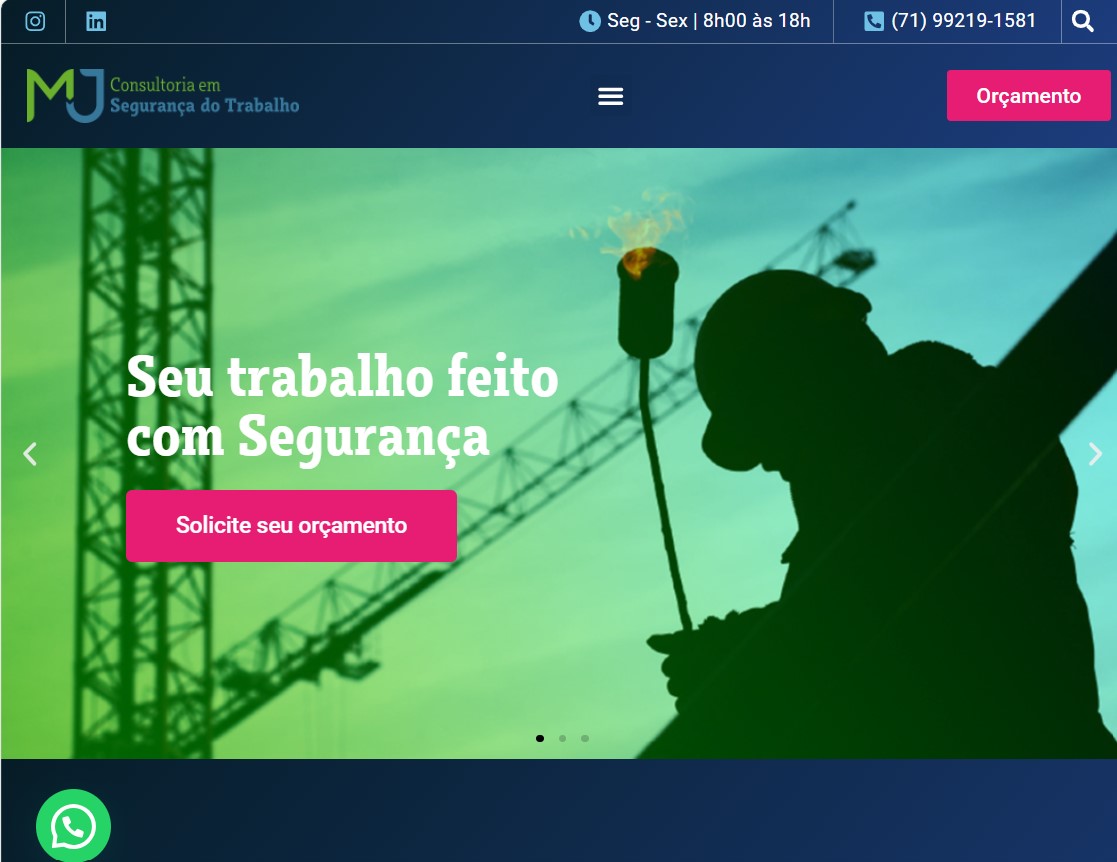 Seg - Sex | 8h00 às 18h
(71) 99219-1581
MJ
Consultoria em
Segurança do Trabalho
Orçamento
Seu trabalho feito
com Segurança
Solicite seu orçamento